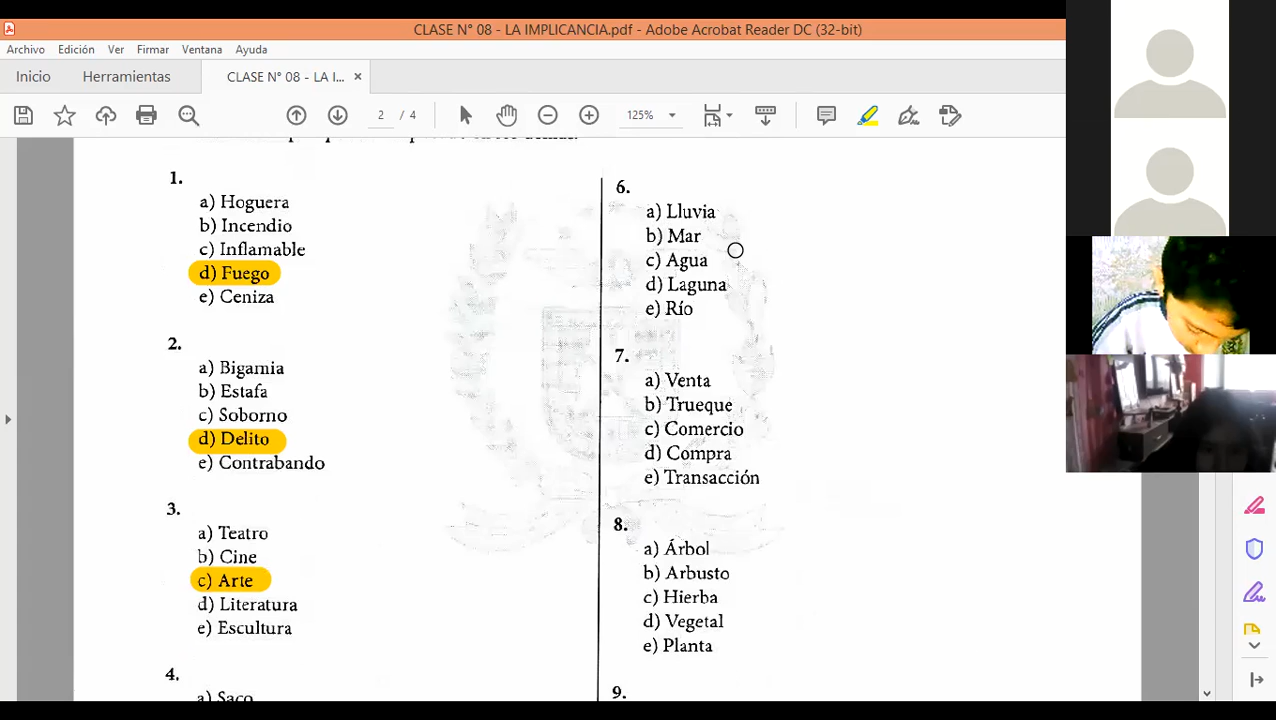 CLASE N° 08 - LA IMPLICANCIA.pdf - Adobe Acrobat Reader DC (32-bit)
Archivo Edición Ver Firmar Ventana Ayuda
Inicio Herramientas CLASE N° 08 - LA I... ×
2 / 4 125%
1.
a) Hoguera
b) Incendio
c) Inflamable
d) Fuego
e) Ceniza
2.
a) Bigamia
b) Estafa
c) Soborno
d) Delito
e) Contrabando
3.
a) Teatro
b) Cine
c) Arte
d) Literatura
e) Escultura
4.
a) Saco
6.
a) Lluvia
b) Mar
c) Agua
d) Laguna
e) Río
7.
a) Venta
b) Trueque
c) Comercio
d) Compra
e) Transacción
8.
a) Árbol
b) Arbusto
c) Hierba
d) Vegetal
e) Planta
9.